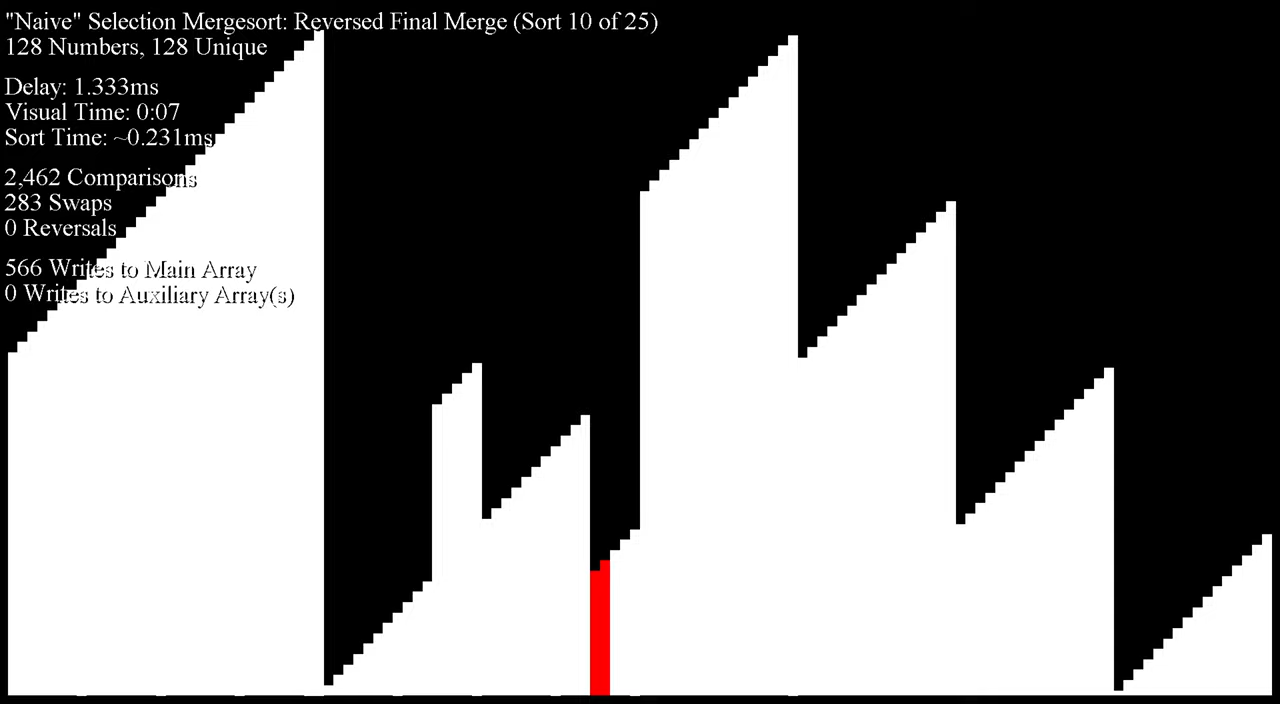 "Naive" Selection Mergesort: Reversed Final Merge (Sort 10 of 25)
128 Numbers, 128 Unique
Delay: 1.333ms
Visual Time: 0:07
Sort Time: ~0.231ms
2,462 Comparisons
283 Swaps
0 Reversals
566 Writes to Main Array
0 Writes to Auxiliary Array(s)